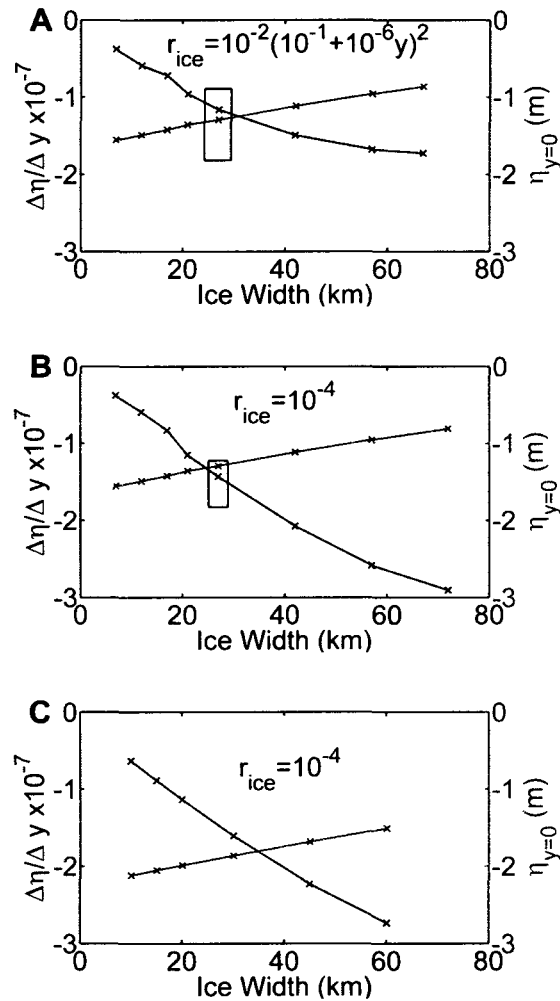 A
r_ice=10^-2(10^-1+10^-6y)^2
0
-1
-2
-3
Δη/Δ y x10^-7
0
-1
-2
-3
η_y=0 (m)
0 20 40 60 80
Ice Width (km)
B
r_ice=10^-4
0
-1
-2
-3
Δη/Δ y x10^-7
0
-1
-2
-3
η_y=0 (m)
0 20 40 60 80
Ice Width (km)
C
r_ice=10^-4
0
-1
-2
-3
Δη/Δ y x10^-7
0
-1
-2
-3
η_y=0 (m)
0 20 40 60 80
Ice Width (km)